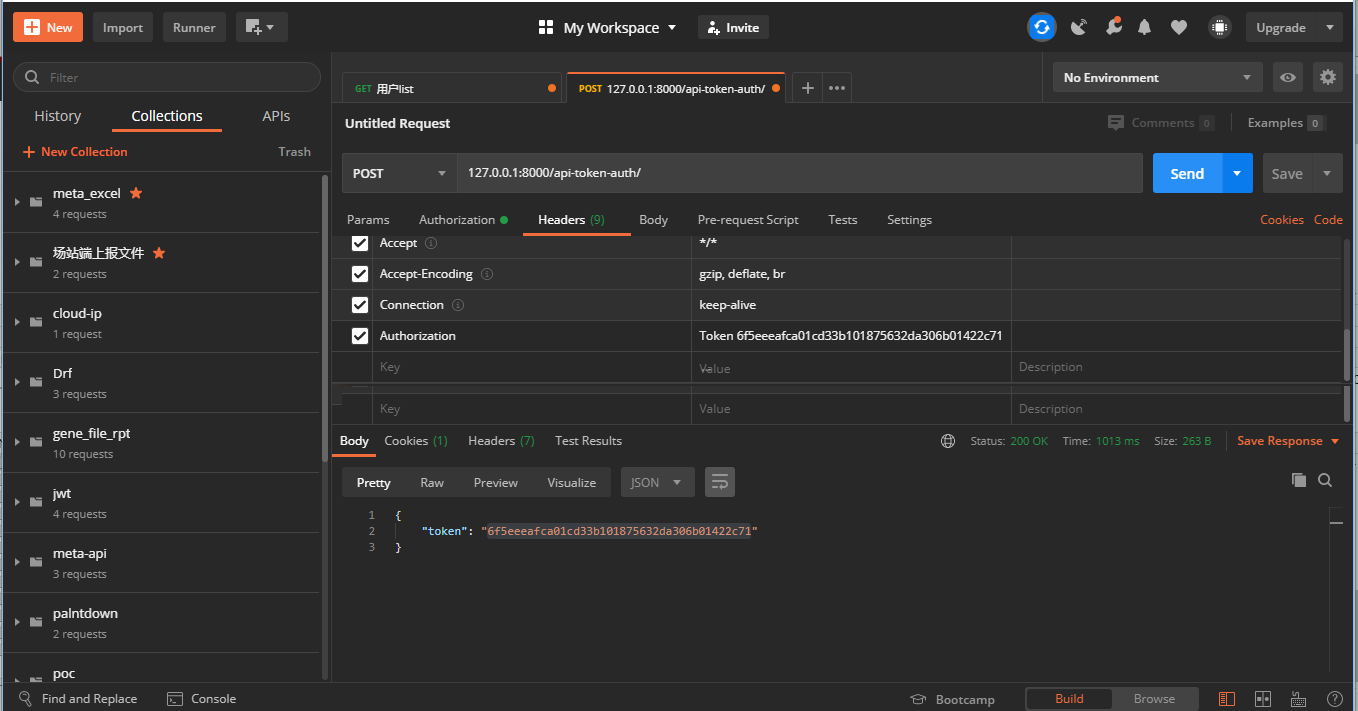 New Import Runner My Workspace Invite Upgrade
Filter
History Collections APIs
New Collection Trash
meta_excel
4 requests
场站端上报文件
2 requests
cloud-ip
1 request
Drf
3 requests
gene_file_rpt
10 requests
jwt
4 requests
meta-api
3 requests
palntdown
2 requests
poc
GET 用户list POST 127.0.0.1:8000/api-token-auth/ No Environment
Untitled Request Comments 0 Examples 0
POST 127.0.0.1:8000/api-token-auth/ Send Save
Params Authorization Headers (9) Body Pre-request Script Tests Settings Cookies Code
Accept */*
Accept-Encoding gzip, deflate, br
Connection keep-alive
Authorization Token 6f5eeeafca01cd33b101875632da306b01422c71
Key Value Description
Key Value Description
Body Cookies (1) Headers (7) Test Results Status: 200 OK Time: 1013 ms Size: 263 B Save Response
Pretty Raw Preview Visualize JSON
1 {
2 "token": "6f5eeeafca01cd33b101875632da306b01422c71"
3 }
Find and Replace Console Bootcamp Build Browse